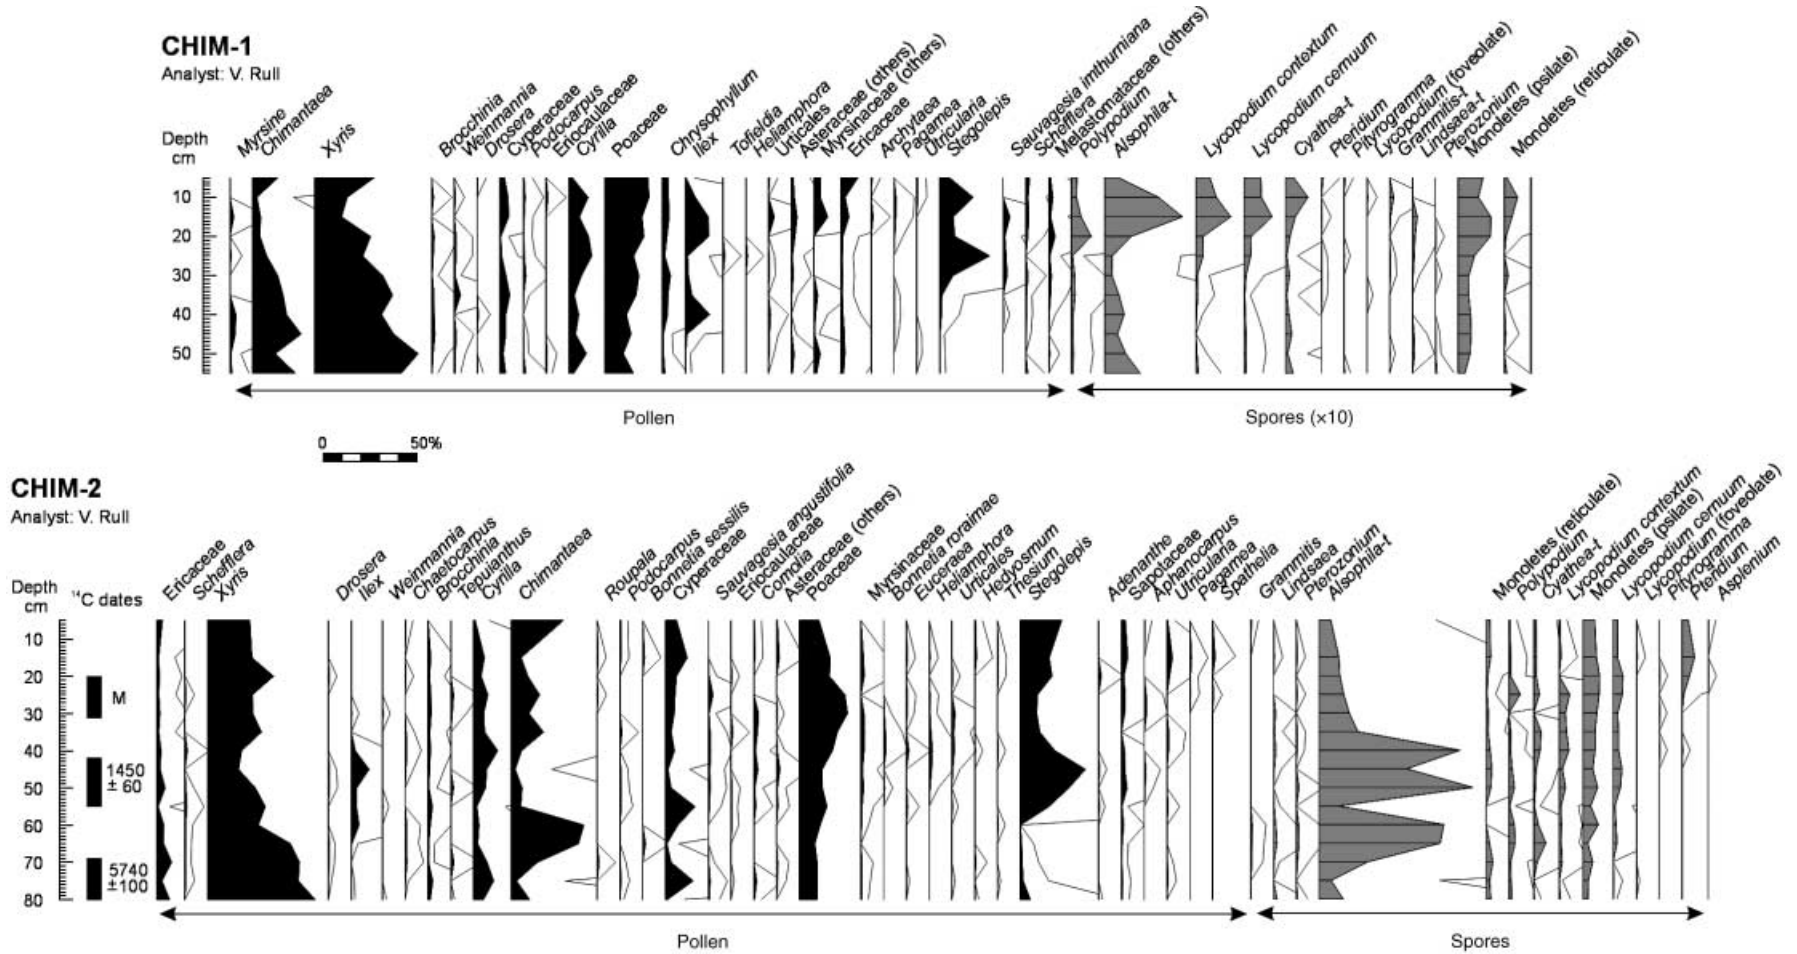 CHIM-1
Analyst: V. Rull
Depth
cm
Myrsine
Chimantaea
Xyris
Brocchinia
Weinmannia
Drosera
Cyperaceae
Podocarpus
Eriocaulaceae
Cyrilla
Poaceae
Chrysophyllum
Ilex
Tofieldia
Heliamphora
Urticales
Asteraceae (others)
Myrsinaceae (others)
Ericaceae
Archytaea
Pagamea
Utricularia
Stegolepis
Sauvagesia imthurniana
Schefflera
Melastomataceae (others)
Polypodium
Alsophila-t
Lycopodium contextum
Lycopodium cernuum
Cyathea-t
Pteridium
Pityrogramma
Lycopodium (foveolate)
Grammitis-t
Lindsaea-t
Pterozonium
Monoletes (psilate)
Monoletes (reticulate)
10
20
30
40
50
Pollen
Spores (×10)
0 50%
CHIM-2
Analyst: V. Rull
Depth
cm
14C dates
Ericaceae
Schefflera
Xyris
Drosera
Ilex
Weinmannia
Chaetocarpus
Brocchinia
Tepuianthus
Cyrilla
Chimantaea
Roupala
Podocarpus
Bonnetia sessilis
Cyperaceae
Sauvagesia angustifolia
Eriocaulaceae
Comolia
Asteraceae (others)
Poaceae
Myrsinaceae
Bonnetia roraimae
Euceraea
Heliamphora
Urticales
Hedyosmum
Thesium
Stegolepis
Adenanthe
Sapotaceae
Aphanocarpus
Utricularia
Pagamea
Spathelia
Grammitis
Lindsaea
Pterozonium
Alsophila-t
Monoletes (reticulate)
Polypodium
Cyathea-t
Lycopodium contextum
Monoletes (psilate)
Lycopodium cernuum
Lycopodium (foveolate)
Pityrogramma
Pteridium
Asplenium
10
20
30
40
50
60
70
80
M
1450
± 60
5740
±100
Pollen
Spores